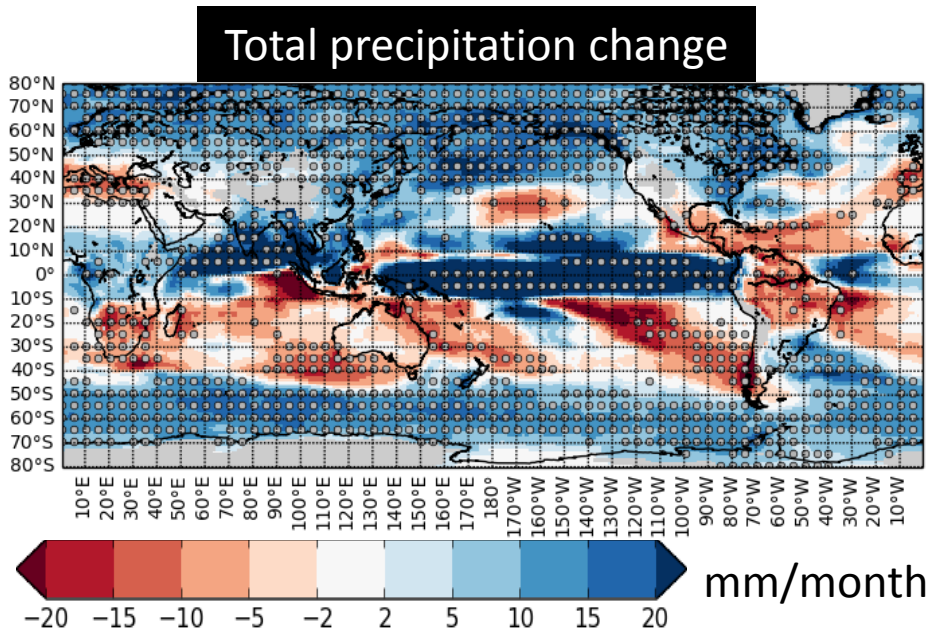 Total precipitation change
80°N
70°N
60°N
50°N
40°N
30°N
20°N
10°N
0°
10°S
20°S
30°S
40°S
50°S
60°S
70°S
80°S
10°E
20°E
30°E
40°E
50°E
60°E
70°E
80°E
90°E
100°E
110°E
120°E
130°E
140°E
150°E
160°E
170°E
180°
170°W
160°W
150°W
140°W
130°W
120°W
110°W
100°W
90°W
80°W
70°W
60°W
50°W
40°W
30°W
20°W
10°W
mm/month
−20 −15 −10 −5 −2 2 5 10 15 20